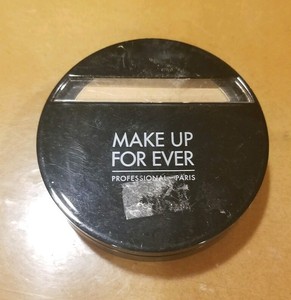 MAKE UP
FOR EVER
PROFESSIONAL PARIS